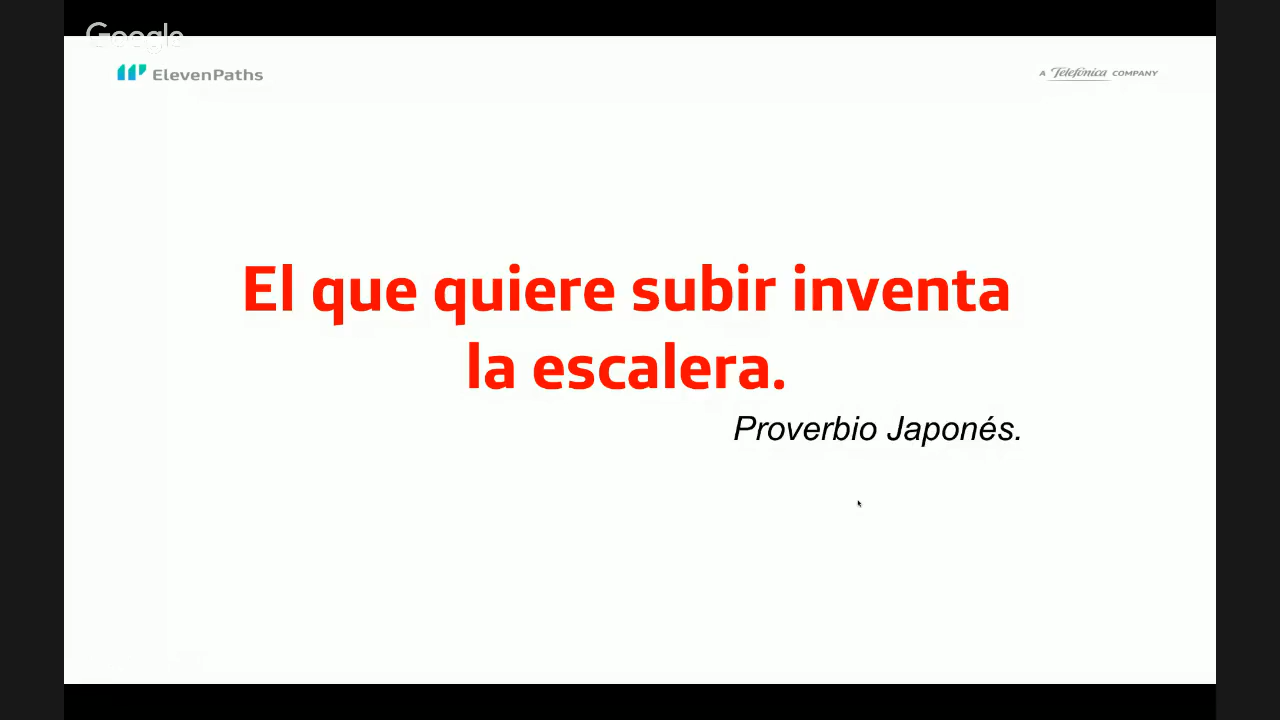 Google
ElevenPaths
A Telefónica COMPANY
El que quiere subir inventa
la escalera.
Proverbio Japonés.